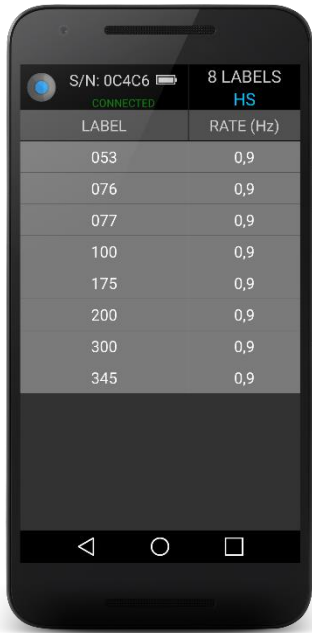 S/N: 0C4C6 8 LABELS
CONNECTED HS
LABEL RATE (Hz)
053 0,9
076 0,9
077 0,9
100 0,9
175 0,9
200 0,9
300 0,9
345 0,9